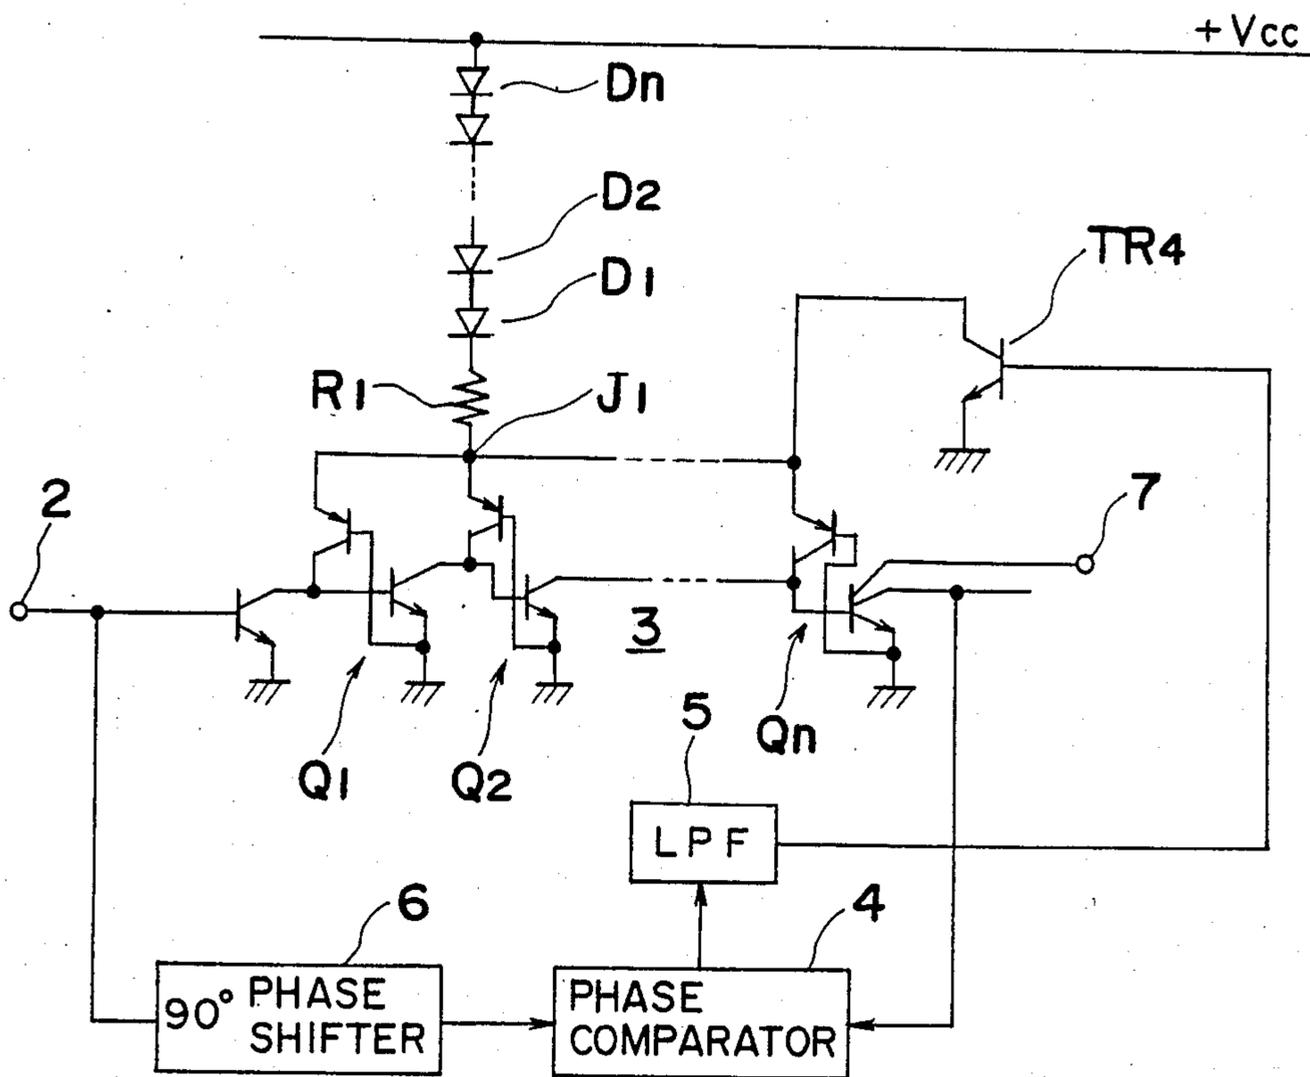 +Vcc
Dn
D2
D1
TR4
R1
J1
2
7
3
Q1
Q2
Qn
5
LPF
6
4
90° PHASE SHIFTER
PHASE
COMPARATOR